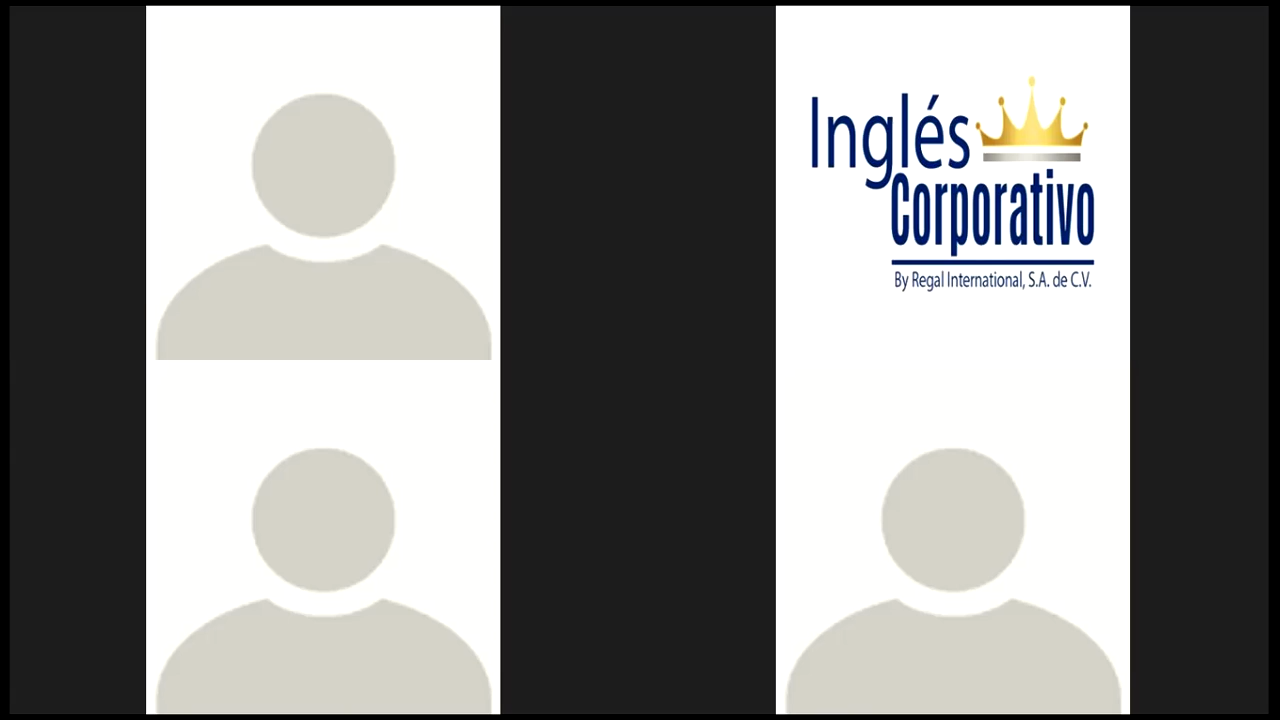 Inglés
Corporativo
By Regal International, S.A. de C.V.